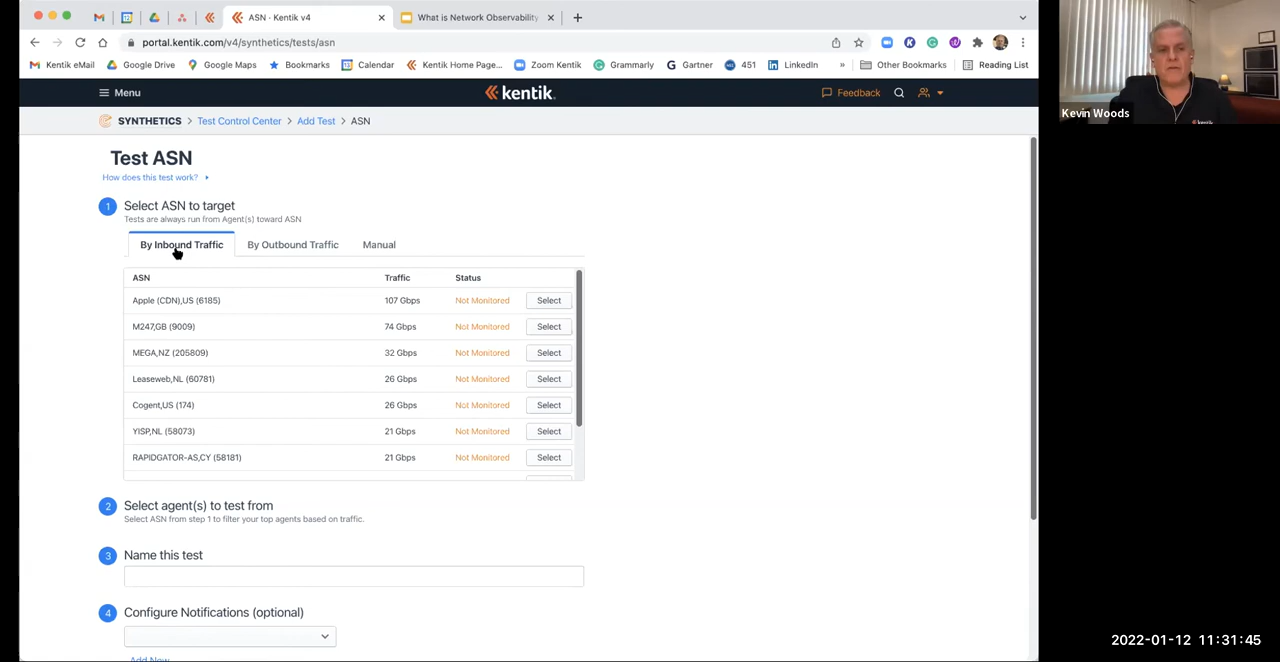 ASN · Kentik v4
What is Network Observability
portal.kentik.com/v4/synthetics/tests/asn
Kentik eMail Google Drive Google Maps Bookmarks Calendar Kentik Home Page... Zoom Kentik Grammarly Gartner 451 LinkedIn » Other Bookmarks Reading List
Menu
kentik
Feedback
SYNTHETICS > Test Control Center > Add Test > ASN
Test ASN
How does this test work?
1 Select ASN to target
Tests are always run from Agent(s) toward ASN
By Inbound Traffic By Outbound Traffic Manual
ASN Traffic Status
Apple (CDN),US (6185) 107 Gbps Not Monitored Select
M247,GB (9009) 74 Gbps Not Monitored Select
MEGA,NZ (205809) 32 Gbps Not Monitored Select
Leaseweb,NL (60781) 26 Gbps Not Monitored Select
Cogent,US (174) 26 Gbps Not Monitored Select
YISP,NL (58073) 21 Gbps Not Monitored Select
RAPIDGATOR-AS,CY (58181) 21 Gbps Not Monitored Select
2 Select agent(s) to test from
Select ASN from step 1 to filter your top agents based on traffic.
3 Name this test
4 Configure Notifications (optional)
Add New
Kevin Woods
2022-01-12 11:31:45